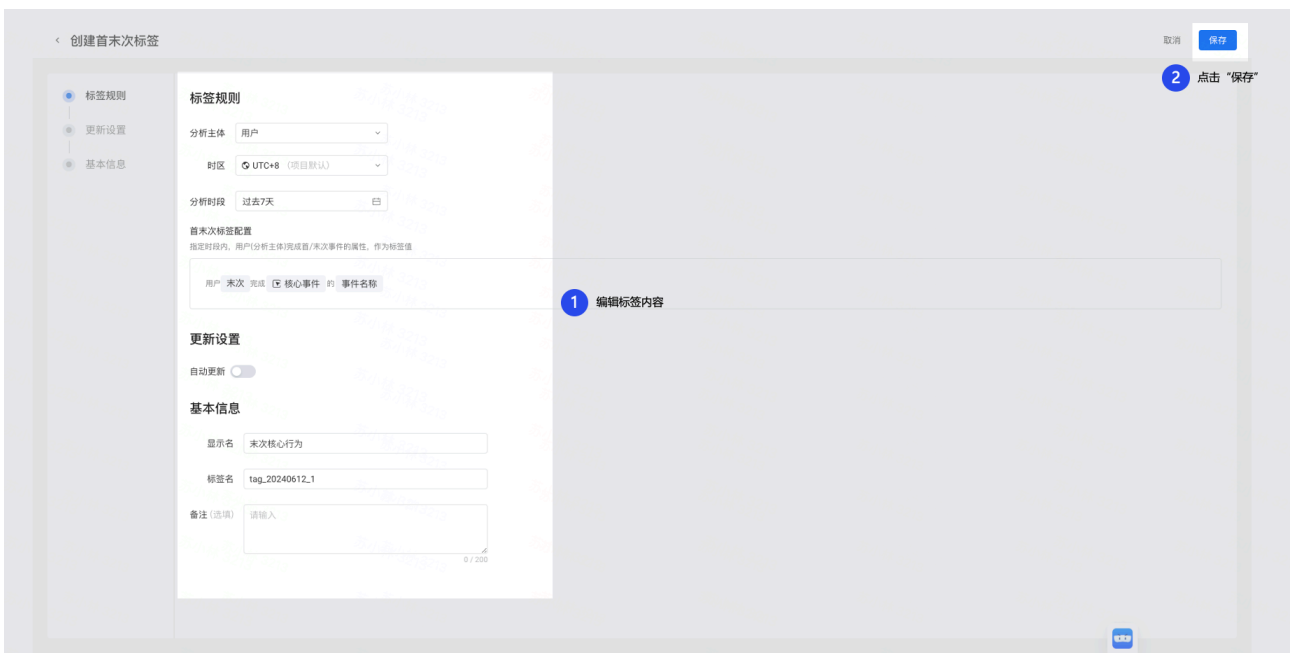 创建首末次标签
取消
保存
2 点击“保存”
标签规则
更新设置
基本信息
标签规则
分析主体 用户
时区 UTC+8 (项目默认)
分析时段 过去7天
首末次标签配置
指定时段内，用户(分析主体)完成首/末次事件的属性，作为标签值
用户 末次 完成 核心事件 的 事件名称
1 编辑标签内容
更新设置
自动更新
基本信息
显示名 末次核心行为
标签名 tag_20240612_1
备注(选填) 请输入
0 / 200